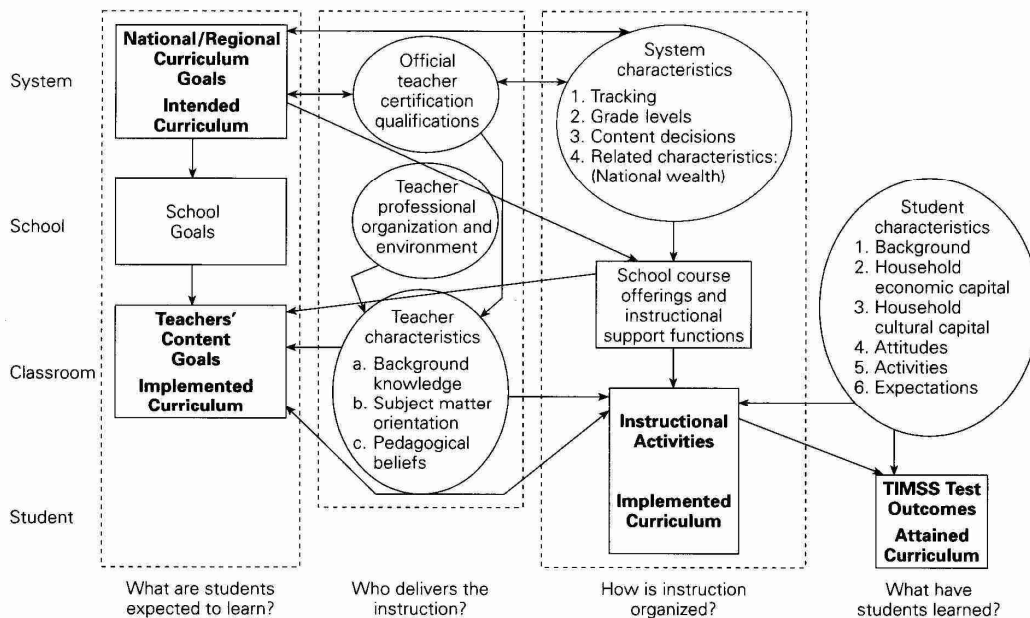 System
School
Classroom
Student
National/Regional
Curriculum
Goals
Intended
Curriculum
School
Goals
Teachers'
Content
Goals
Implemented
Curriculum
What are students
expected to learn?
Official
teacher
certification
qualifications
Teacher
professional
organization and
environment
Teacher
characteristics
a. Background
knowledge
b. Subject matter
orientation
c. Pedagogical
beliefs
Who delivers the
instruction?
System
characteristics
1. Tracking
2. Grade levels
3. Content decisions
4. Related characteristics:
(National wealth)
School course
offerings and
instructional
support functions
Instructional
Activities
Implemented
Curriculum
How is instruction
organized?
Student
characteristics
1. Background
2. Household
economic capital
3. Household
cultural capital
4. Attitudes
5. Activities
6. Expectations
TIMSS Test
Outcomes
Attained
Curriculum
What have
students learned?